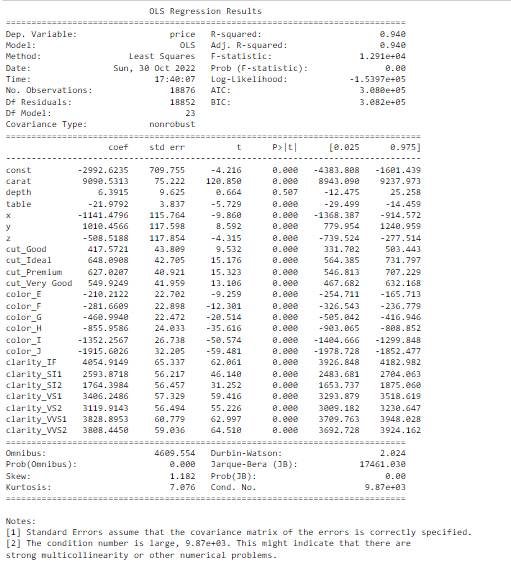 OLS Regression Results
==============================================================================
Dep. Variable: price R-squared: 0.940
Model: OLS Adj. R-squared: 0.940
Method: Least Squares F-statistic: 1.291e+04
Date: Sun, 30 Oct 2022 Prob (F-statistic): 0.00
Time: 17:40:07 Log-Likelihood: -1.5397e+05
No. Observations: 18876 AIC: 3.080e+05
Df Residuals: 18852 BIC: 3.082e+05
Df Model: 23
Covariance Type: nonrobust
==============================================================================
coef std err t P>|t| [0.025 0.975]
------------------------------------------------------------------------------
const -2992.6235 709.755 -4.216 0.000 -4383.808 -1601.439
carat 9090.5313 75.222 120.850 0.000 8943.090 9237.973
depth 6.3915 9.625 0.664 0.507 -12.475 25.258
table -21.9792 3.837 -5.729 0.000 -29.499 -14.459
x -1141.4796 115.764 -9.860 0.000 -1368.387 -914.572
y 1010.4566 117.598 8.592 0.000 779.954 1240.959
z -508.5188 117.854 -4.315 0.000 -739.524 -277.514
cut_Good 417.5721 43.809 9.532 0.000 331.702 503.443
cut_Ideal 648.0908 42.705 15.176 0.000 564.385 731.797
cut_Premium 627.0207 40.921 15.323 0.000 546.813 707.229
cut_Very Good 549.9249 41.959 13.106 0.000 467.682 632.168
color_E -210.2122 22.702 -9.259 0.000 -254.711 -165.713
color_F -281.6609 22.898 -12.301 0.000 -326.543 -236.779
color_G -460.9940 22.472 -20.514 0.000 -505.042 -416.946
color_H -855.9586 24.033 -35.616 0.000 -903.065 -808.852
color_I -1352.2567 26.738 -50.574 0.000 -1404.666 -1299.848
color_J -1915.6026 32.205 -59.481 0.000 -1978.728 -1852.477
clarity_IF 4054.9149 65.337 62.061 0.000 3926.848 4182.982
clarity_SI1 2593.8718 56.217 46.140 0.000 2483.681 2704.063
clarity_SI2 1764.3984 56.457 31.252 0.000 1653.737 1875.060
clarity_VS1 3406.2486 57.329 59.416 0.000 3293.879 3518.619
clarity_VS2 3119.9143 56.494 55.226 0.000 3009.182 3230.647
clarity_VVS1 3828.8953 60.779 62.997 0.000 3709.763 3948.028
clarity_VVS2 3808.4450 59.036 64.510 0.000 3692.728 3924.162
==============================================================================
Omnibus: 4609.554 Durbin-Watson: 2.024
Prob(Omnibus): 0.000 Jarque-Bera (JB): 17461.030
Skew: 1.182 Prob(JB): 0.00
Kurtosis: 7.076 Cond. No. 9.87e+03
==============================================================================
Notes:
[1] Standard Errors assume that the covariance matrix of the errors is correctly specified.
[2] The condition number is large, 9.87e+03. This might indicate that there are
strong multicollinearity or other numerical problems.